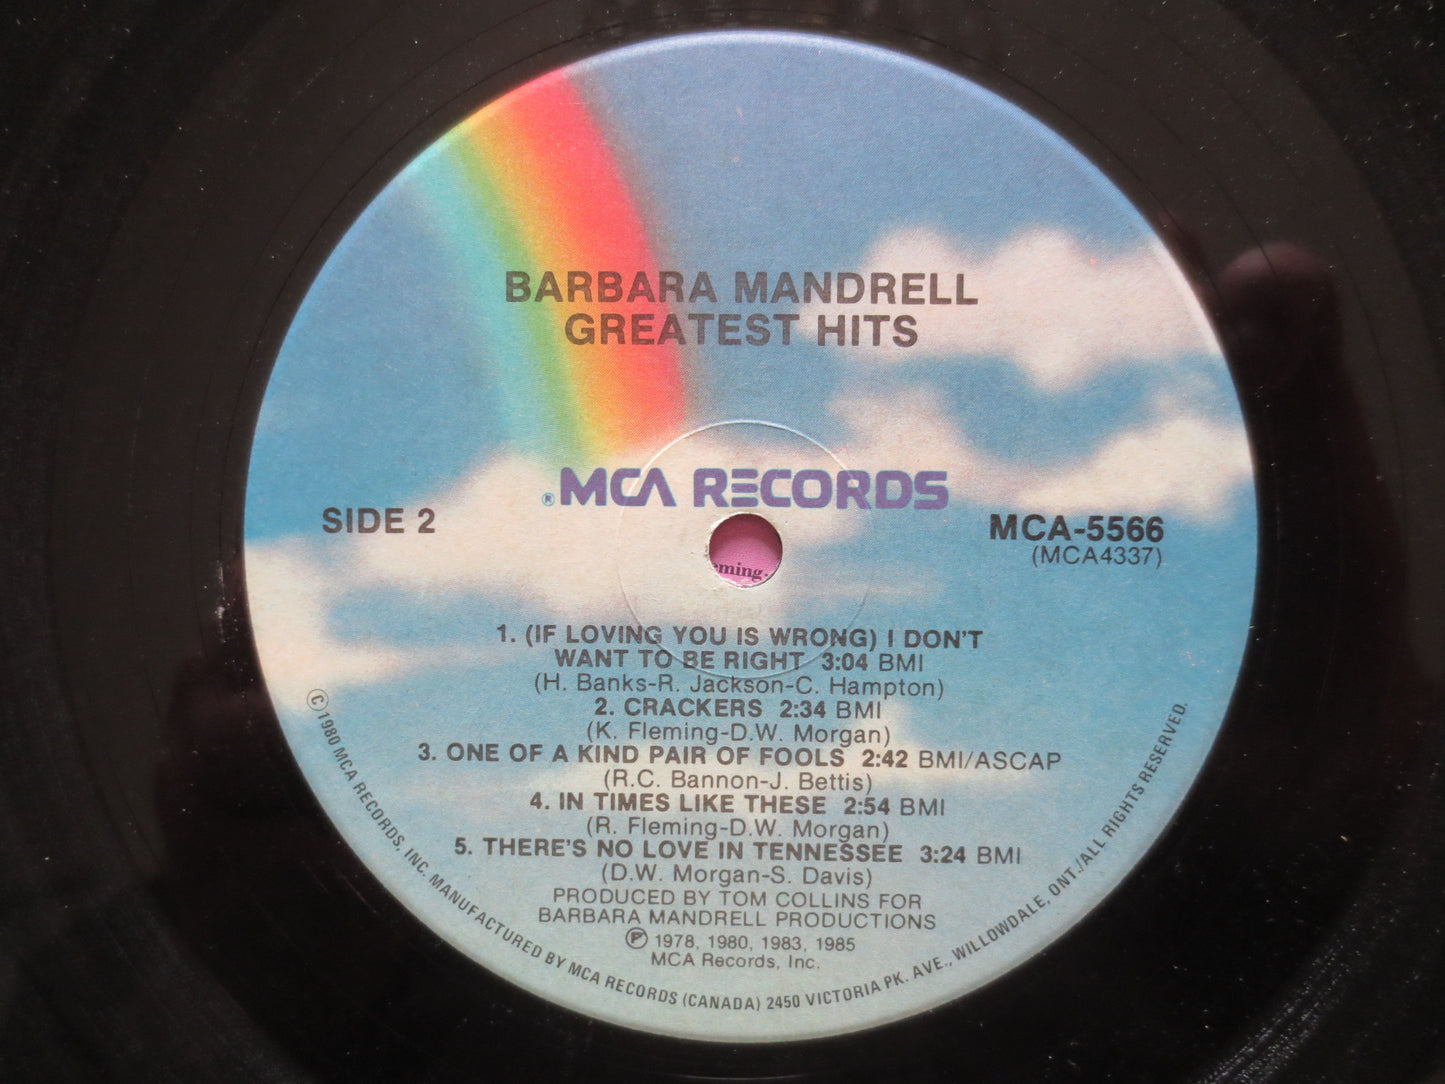 BARBARA MANDRELL
GREATEST HITS
® MCA RECORDS
SIDE 2
MCA-5566
(MCA4337)
eming.
1. (IF LOVING YOU IS WRONG) I DON'T
WANT TO BE RIGHT 3:04 BMI
(H. Banks-R. Jackson-C. Hampton)
2. CRACKERS 2:34 BMI
(K. Fleming-D.W. Morgan)
3. ONE OF A KIND PAIR OF FOOLS 2:42 BMI/ASCAP
(R.C. Bannon-J. Bettis)
4. IN TIMES LIKE THESE 2:54 BMI
(R. Fleming-D.W. Morgan)
5. THERE'S NO LOVE IN TENNESSEE 3:24 BMI
(D.W. Morgan-S. Davis)
PRODUCED BY TOM COLLINS FOR
BARBARA MANDRELL PRODUCTIONS
℗ 1978, 1980, 1983, 1985
MCA Records, Inc.
© 1980 MCA RECORDS, INC. MANUFACTURED BY MCA RECORDS (CANADA) 2450 VICTORIA PK. AVE., WILLOWDALE, ONT./ALL RIGHTS RESERVED.